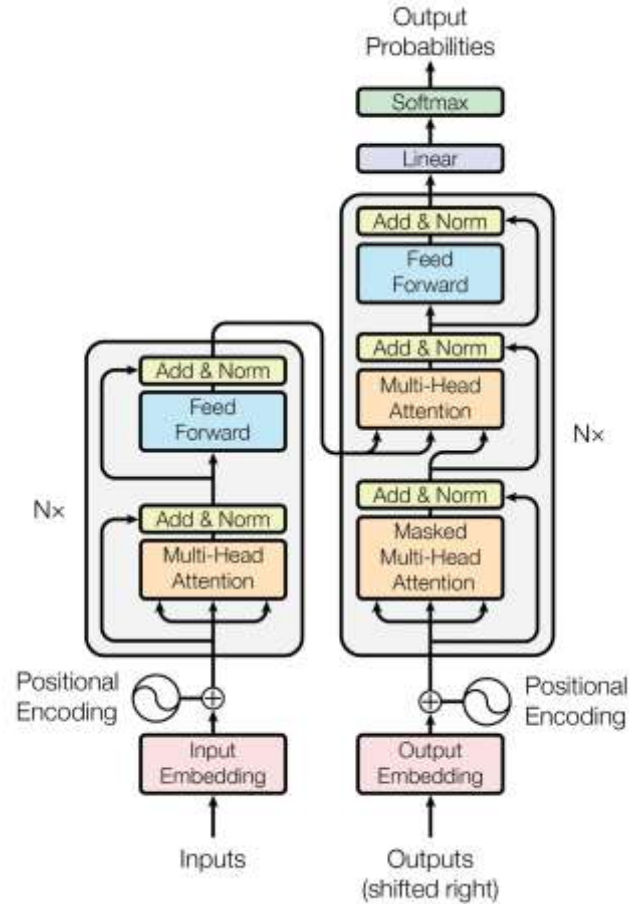 Output
Probabilities
Softmax
Linear
Add & Norm
Feed
Forward
Add & Norm
Multi-Head
Attention
Nx
Add & Norm
Masked
Multi-Head
Attention
Positional
Encoding
Output
Embedding
Outputs
(shifted right)
Add & Norm
Feed
Forward
Nx
Add & Norm
Multi-Head
Attention
Positional
Encoding
Input
Embedding
Inputs